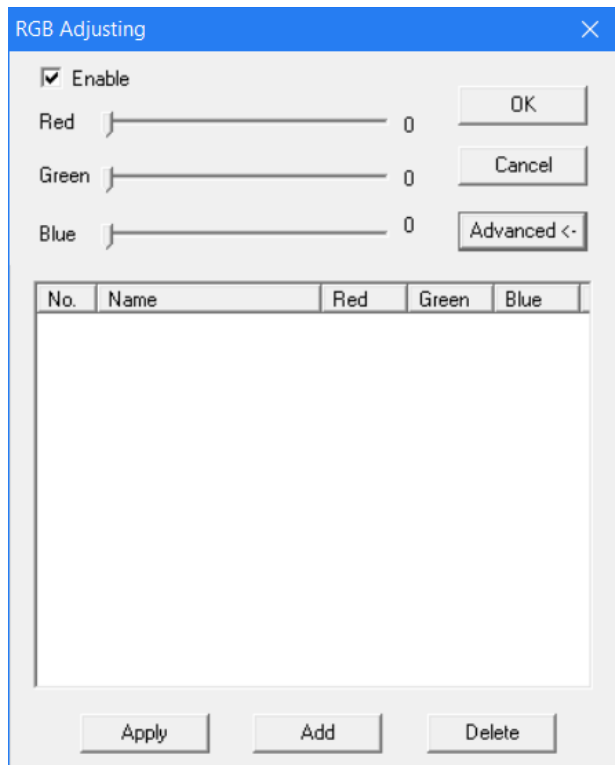 RGB Adjusting
Enable
Red 0 OK
Green 0 Cancel
Blue 0 Advanced <-
No. Name Red Green Blue
Apply Add Delete